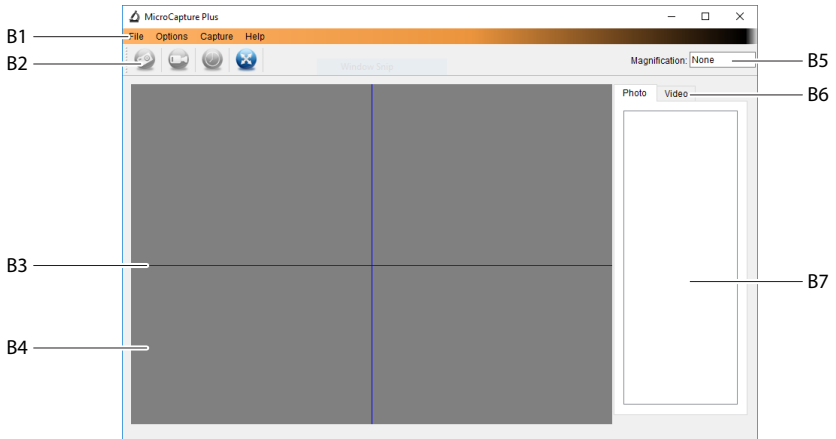 MicroCapture Plus
B1
File Options Capture Help
B2
Window Snip
Magnification: None
B5
Photo Video
B6
B3
B7
B4